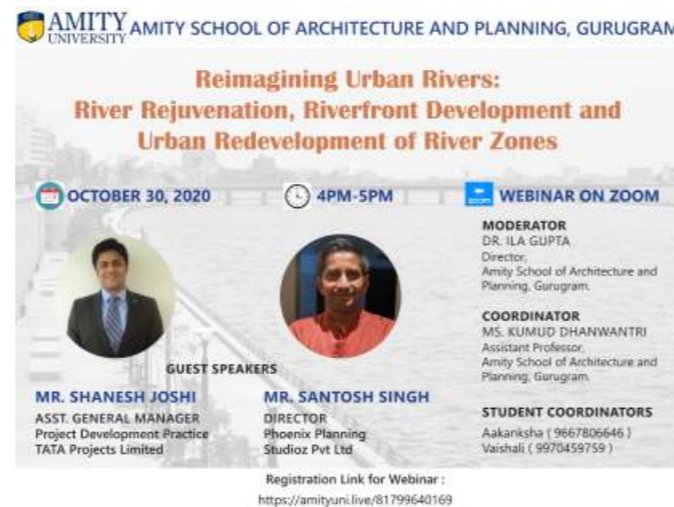 AMITY
UNIVERSITY
AMITY SCHOOL OF ARCHITECTURE AND PLANNING, GURUGRAM
Reimagining Urban Rivers:
River Rejuvenation, Riverfront Development and
Urban Redevelopment of River Zones
OCTOBER 30, 2020
4PM-5PM
zoom
WEBINAR ON ZOOM
MODERATOR
DR. ILA GUPTA
Director,
Amity School of Architecture and
Planning, Gurugram.
COORDINATOR
MS. KUMUD DHANWANTRI
Assistant Professor,
Amity School of Architecture and
Planning, Gurugram.
GUEST SPEAKERS
MR. SHANESH JOSHI
ASST. GENERAL MANAGER
Project Development Practice
TATA Projects Limited
MR. SANTOSH SINGH
DIRECTOR
Phoenix Planning
Studioz Pvt Ltd
STUDENT COORDINATORS
Aakanksha ( 9667806646 )
Vaishali ( 9970459759 )
Registration Link for Webinar :
https://amityuni.live/81799640169